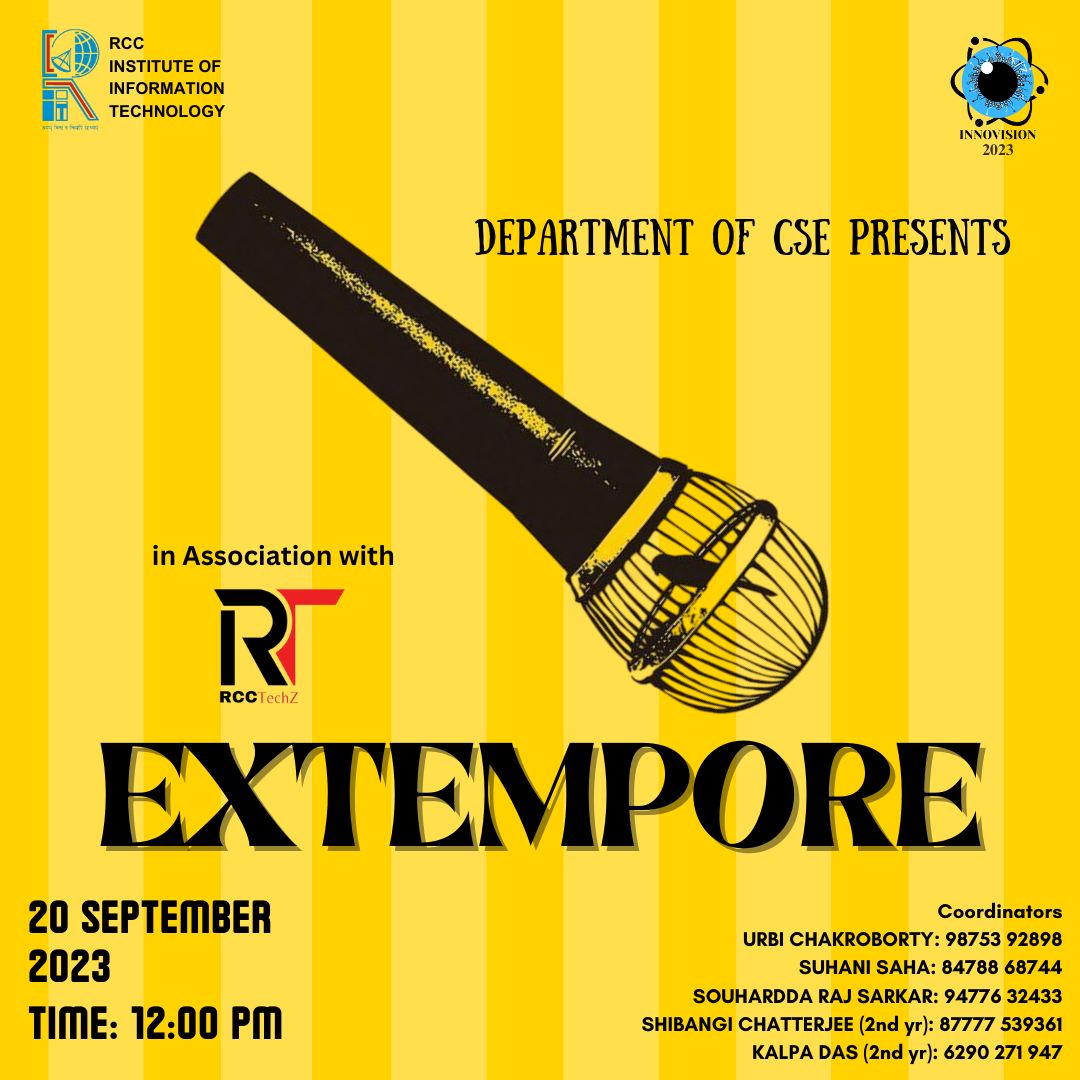 RCC
INSTITUTE OF
INFORMATION
TECHNOLOGY
INNOVISION
2023
DEPARTMENT OF CSE PRESENTS
in Association with
RT
RCCTechZ
EXTEMPORE
20 SEPTEMBER
2023
TIME: 12:00 PM
Coordinators
URBI CHAKROBORTY: 98753 92898
SUHANI SAHA: 84788 68744
SOUHARDDA RAJ SARKAR: 94776 32433
SHIBANGI CHATTERJEE (2nd yr): 87777 539361
KALPA DAS (2nd yr): 6290 271 947